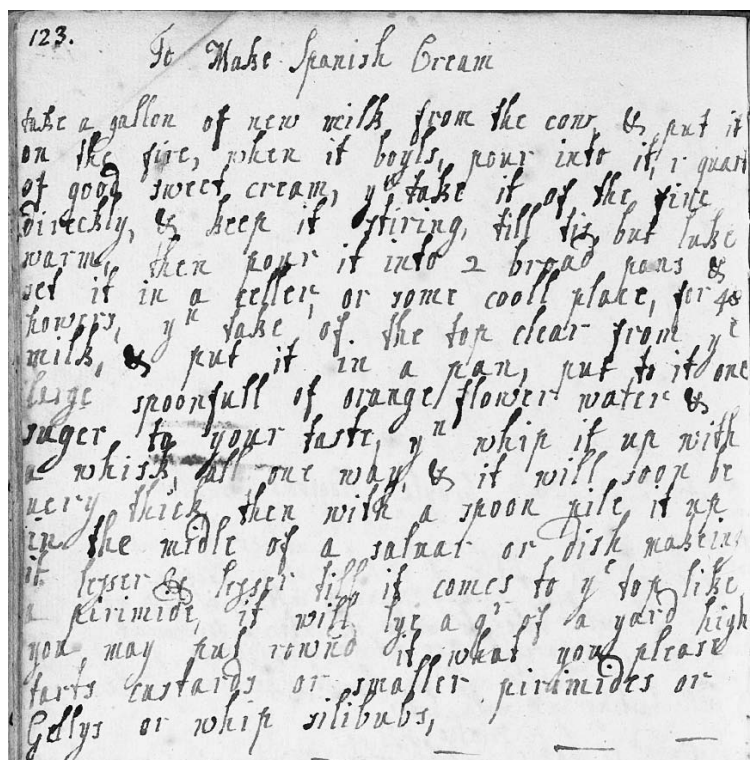 123.
To Make Spanish Cream
take a gallon of new milk from the cow, & put it
on the fire, when it boyls, pour into it, 1 quart
of good sweet cream, yn take it of the fire
directly, & keep it stiring, till tis, but luke
warm, then pour it into 2 broad pans &
set it in a celler, or some cooll place, for 48
howers, yn take of the top clear from ye
milk, & put it in a pan, put to it one
large spoonfull of orange flower water &
suger to your taste, yn whip it up with
a whisk, all one way, & it will soon be
uery thick, then with a spoon pile it up
in the midle of a saluar or dish makeing
it lesser & lesser till it comes to ye top like
a pirimide, it will lye a qr of a yard high
you may put rownd it what you please
tarts custards or smaller pirimides or
Gellys or whip silibubs,